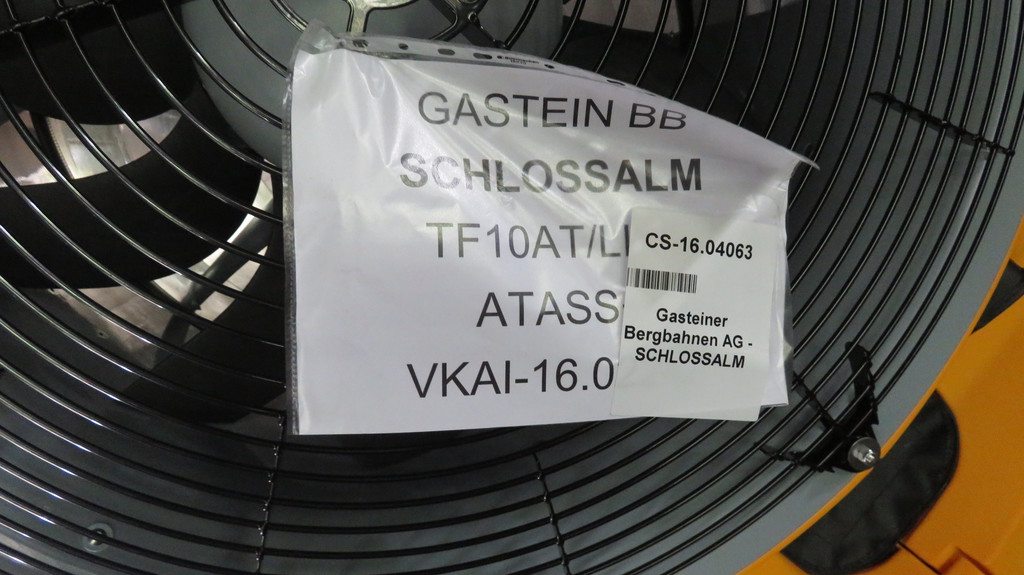 GASTEIN BB
SCHLOSSALM
TF10AT/L
ATASS
VKAI-16.0
CS-16.04063
Gasteiner
Bergbahnen AG -
SCHLOSSALM